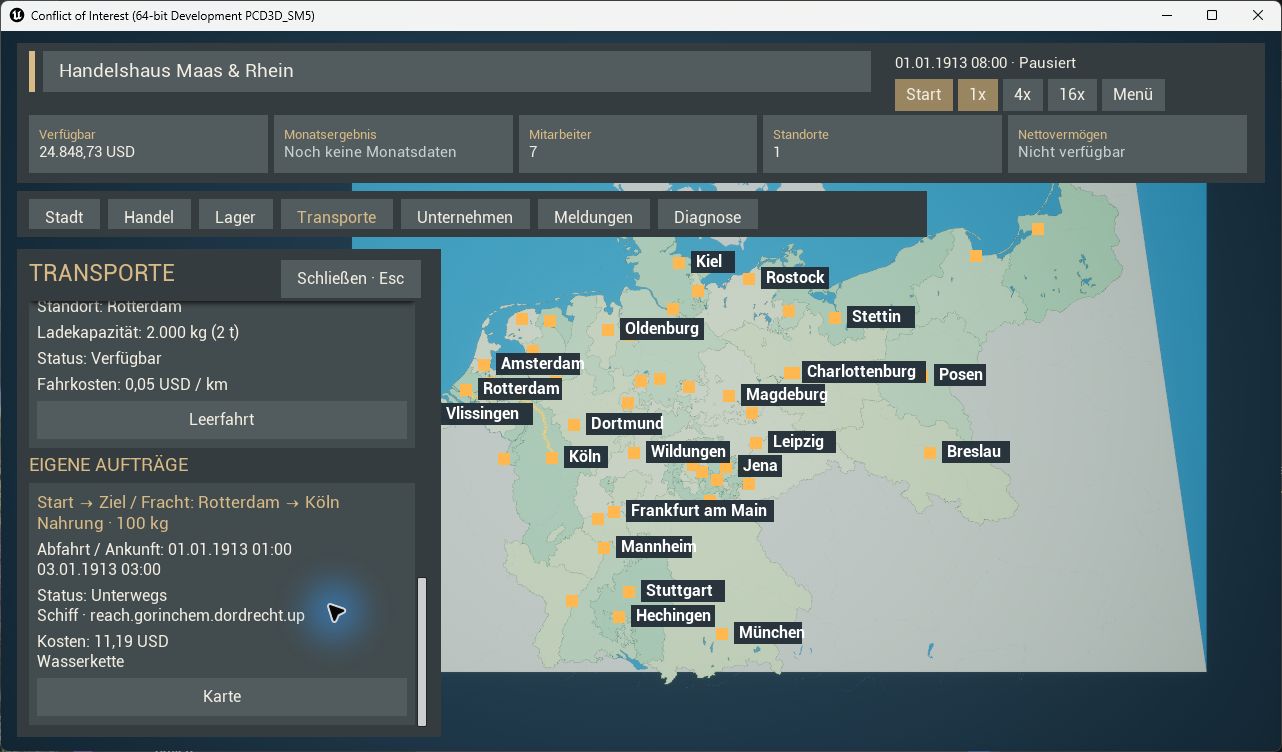 Conflict of Interest (64-bit Development PCD3D_SM5)
Handelshaus Maas & Rhein
01.01.1913 08:00 · Pausiert
Start
1x
4x
16x
Menü
Verfügbar
24.848,73 USD
Monatsergebnis
Noch keine Monatsdaten
Mitarbeiter
7
Standorte
1
Nettovermögen
Nicht verfügbar
Stadt
Handel
Lager
Transporte
Unternehmen
Meldungen
Diagnose
TRANSPORTE
Schließen · Esc
Standort: Rotterdam
Ladekapazität: 2.000 kg (2 t)
Status: Verfügbar
Fahrkosten: 0,05 USD / km
Leerfahrt
EIGENE AUFTRÄGE
Start → Ziel / Fracht: Rotterdam → Köln
Nahrung · 100 kg
Abfahrt / Ankunft: 01.01.1913 01:00
03.01.1913 03:00
Status: Unterwegs
Schiff · reach.gorinchem.dordrecht.up
Kosten: 11,19 USD
Wasserkette
Karte
Kiel
Rostock
Stettin
Oldenburg
Amsterdam
Charlottenburg
Posen
Rotterdam
Magdeburg
Vlissingen
Dortmund
Leipzig
Wildungen
Breslau
Köln
Jena
Frankfurt am Main
Mannheim
Stuttgart
Hechingen
München